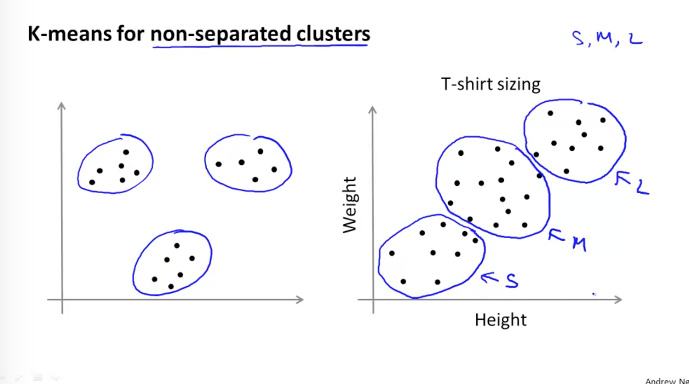 K-means for non-separated clusters
S, M, L
T-shirt sizing
Weight
L
M
S
Height
Andrew Ng